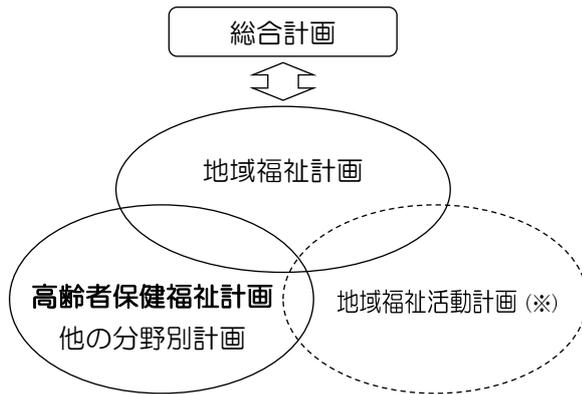 総合計画
地域福祉計画
高齢者保健福祉計画
他の分野別計画
地域福祉活動計画(※)